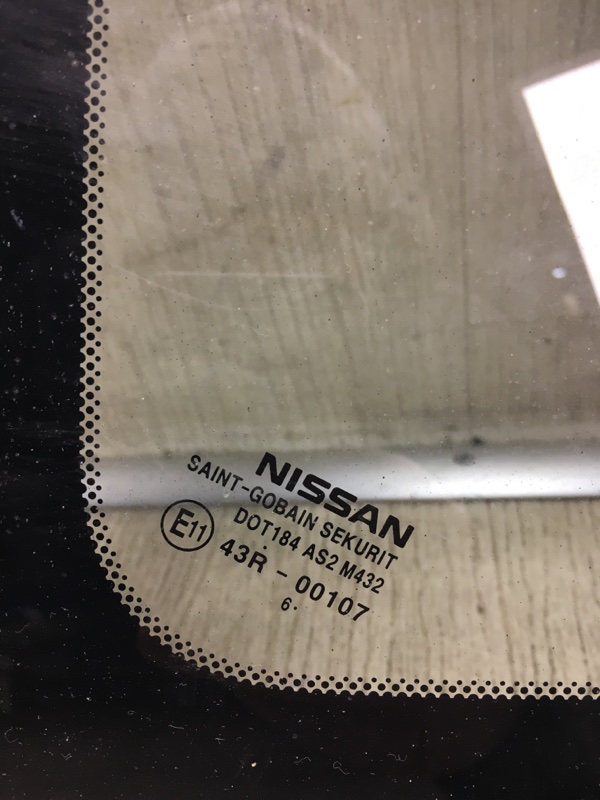 NISSAN
SAINT-GOBAIN SEKURIT
DOT184 AS2 M432
E11
43R - 00107
6.